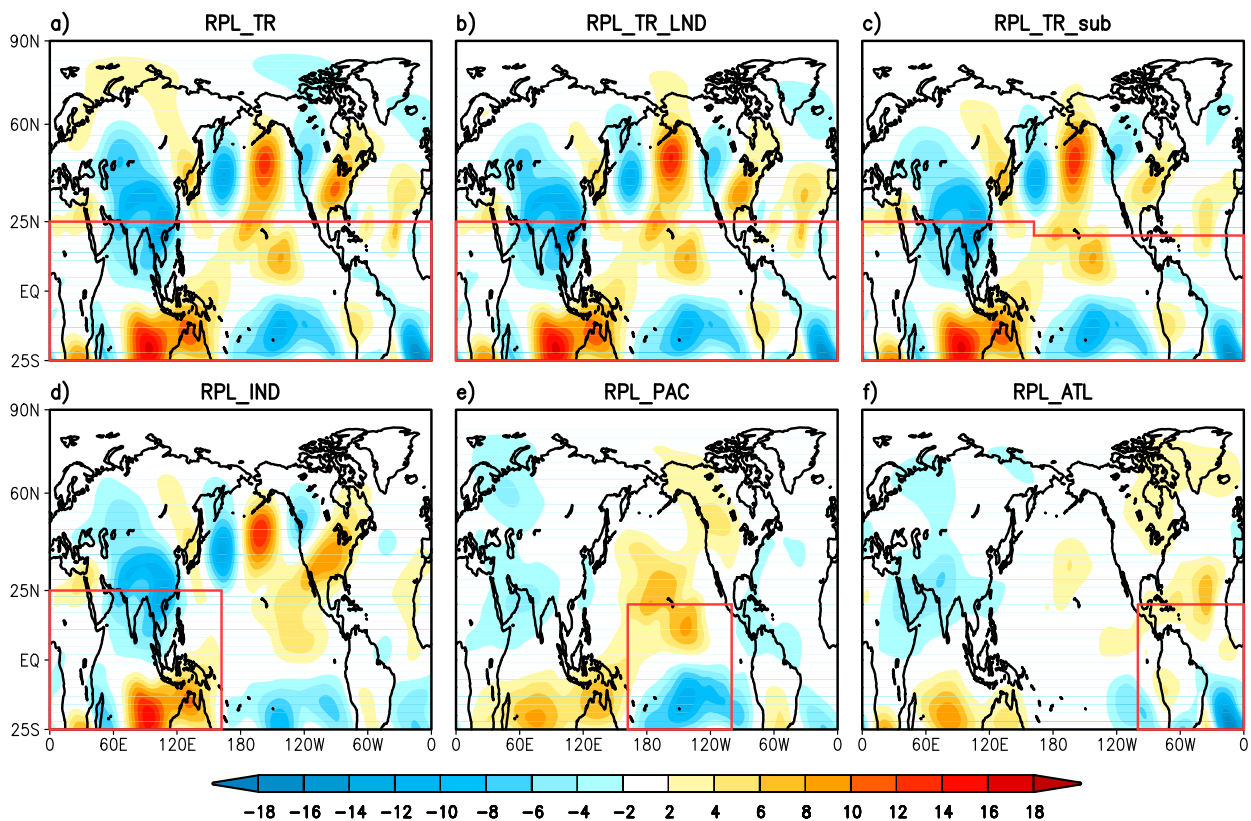 a) RPL_TR b) RPL_TR_LND c) RPL_TR_sub
90N
60N
25N
EQ
25S
d) RPL_IND e) RPL_PAC f) RPL_ATL
90N
60N
25N
EQ
25S
0 60E 120E 180 120W 60W 0 0 60E 120E 180 120W 60W 0 0 60E 120E 180 120W 60W 0
-18 -16 -14 -12 -10 -8 -6 -4 -2 2 4 6 8 10 12 14 16 18